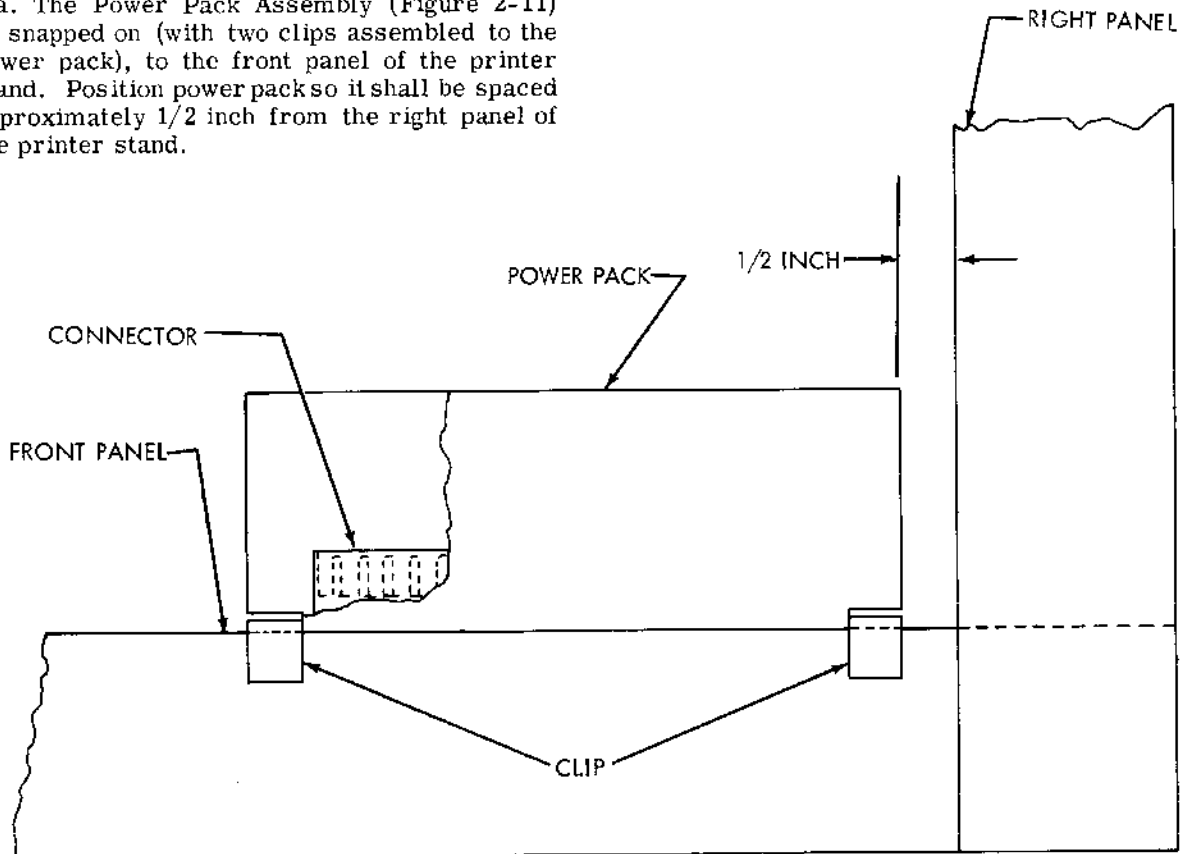 a. The Power Pack Assembly (Figure 2-11)
snapped on (with two clips assembled to the
wer pack), to the front panel of the printer
and. Position power pack so it shall be spaced
proximately 1/2 inch from the right panel of
e printer stand.
RIGHT PANEL
1/2 INCH
POWER PACK
CONNECTOR
FRONT PANEL
CLIP